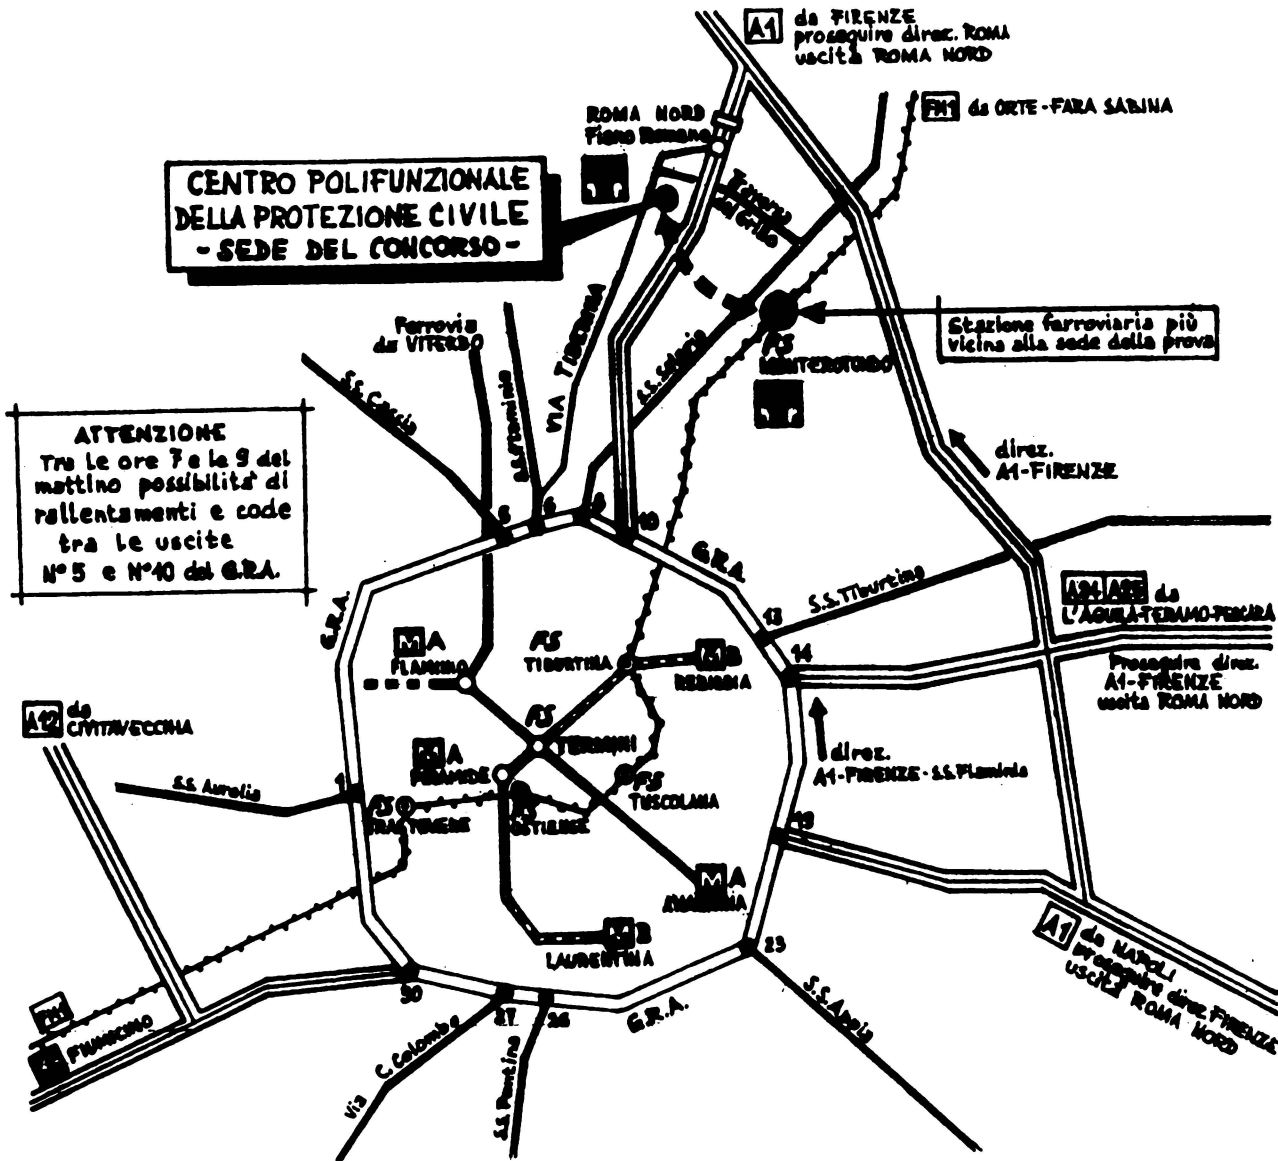 A1 da FIRENZE
proseguire direz. ROMA
uscita ROMA NORD
FM1 da ORTE-FARA SABINA
ROMA NORD
Fiano Romano
CENTRO POLIFUNZIONALE
DELLA PROTEZIONE CIVILE
- SEDE DEL CONCORSO -
Traversa
del Grillo
Stazione ferroviaria più
vicina alla sede della prova
FS
MONTEROTONDO
Ferrovia
da VITERBO
S.S. Cassia
S.S. Flaminia
VIA TIBERINA
S.S. Salaria
ATTENZIONE
Tra le ore 7 e le 9 del
mattino possibilita' di
rallentamenti e code
tra le uscite
N° 5 e N° 10 del G.R.A.
direz.
A1-FIRENZE
5
6
8
10
G.R.A.
G.R.A.
S.S. Tiburtina
13
14
A24 A25 da
L'AQUILA-TERAMO-PESCARA
Proseguire direz.
A1-FIRENZE
uscita ROMA NORD
M A
FLAMINIO
FS
TIBURTINA
M B
REBIBBIA
A12 da
CIVITAVECCHIA
S.S. Aurelia
1
FS
TERMINI
A
PIRAMIDE
direz.
A1-FIRENZE-S.S. Flaminia
FS
TUSCOLANA
FS
TRASTEVERE
FS
OSTIENSE
19
M A
ANAGNINA
M B
LAURENTINA
23
S.S. Appia
A1 da NAPOLI
proseguire direz. FIRENZE
uscita ROMA NORD
30
27
26
G.R.A.
FM1
FIUMICINO
Via C. Colombo
S.S. Pontina